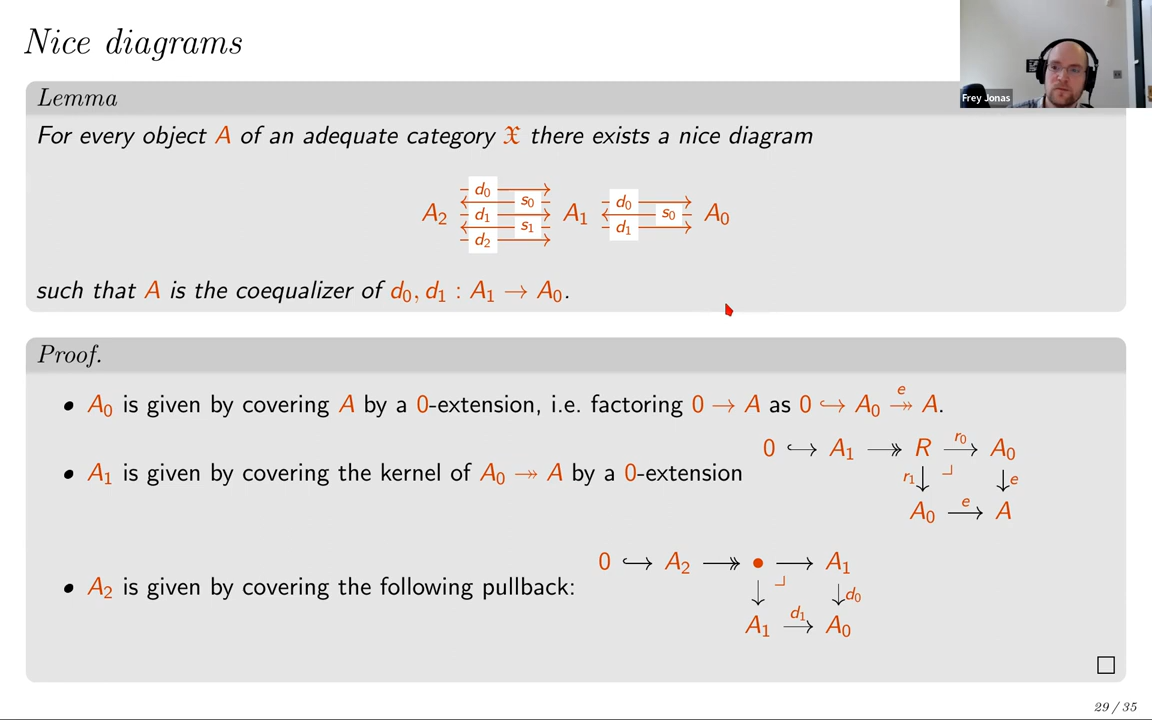 Nice diagrams
Frey Jonas
Lemma
For every object A of an adequate category 𝔛 there exists a nice diagram
d₀
s₀
A₂ d₁ A₁
s₁
d₂
d₀
s₀ A₀
d₁
such that A is the coequalizer of d₀, d₁ : A₁ → A₀.
Proof.
• A₀ is given by covering A by a 0-extension, i.e. factoring 0 → A as 0 ↪ A₀ ↠ A.
e
• A₁ is given by covering the kernel of A₀ ↠ A by a 0-extension
0 ↪ A₁ ↠ R → A₀
r₀
r₁ ↓ ↓ e
A₀ → A
e
• A₂ is given by covering the following pullback:
0 ↪ A₂ ↠ • → A₁
↓ ↓ d₀
A₁ → A₀
d₁
□
29 / 35